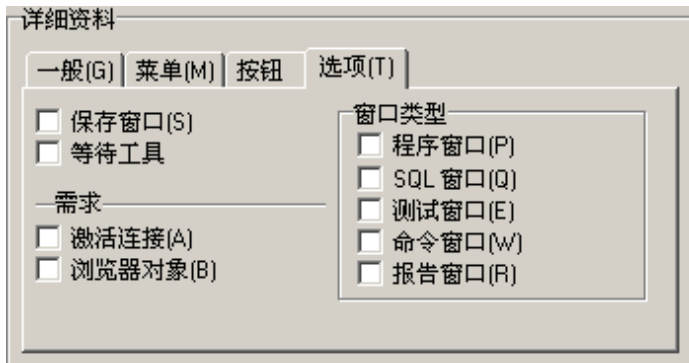 详细资料
一般(G) 菜单(M) 按钮 选项(T)
保存窗口(S)
等待工具
需求
激活连接(A)
浏览器对象(B)
窗口类型
程序窗口(P)
SQL 窗口(Q)
测试窗口(E)
命令窗口(W)
报告窗口(R)